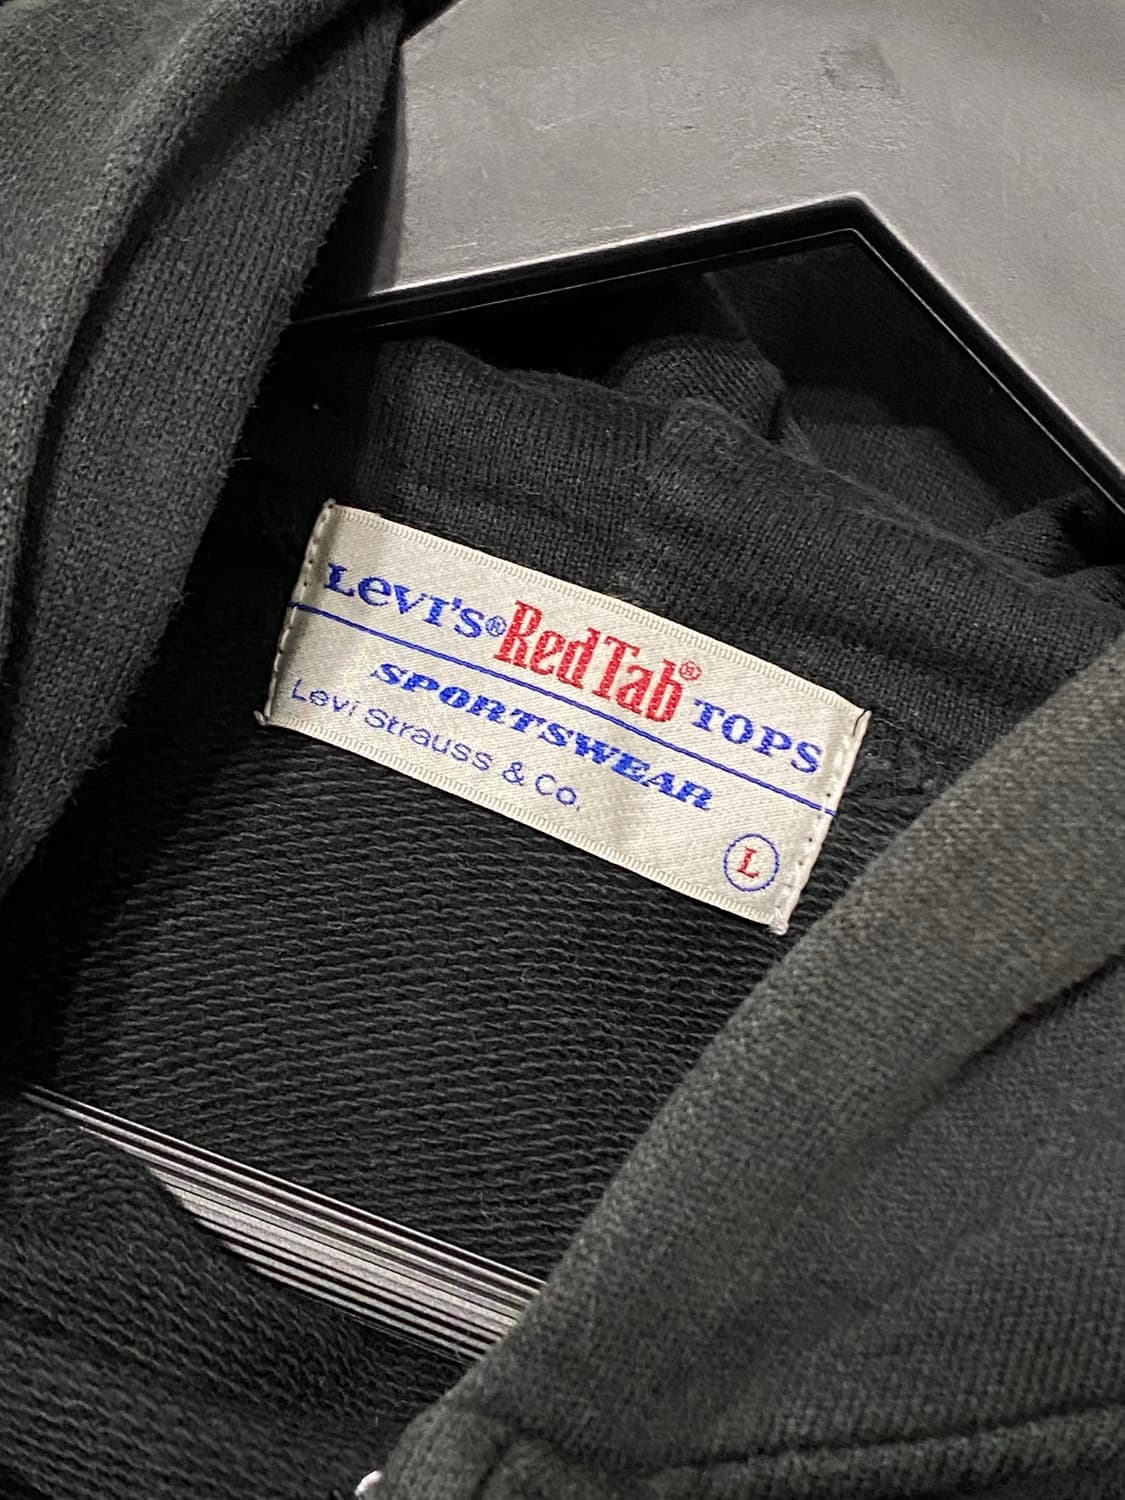 Levi's® Red Tab® TOPS
SPORTSWEAR
Levi Strauss & Co.
L